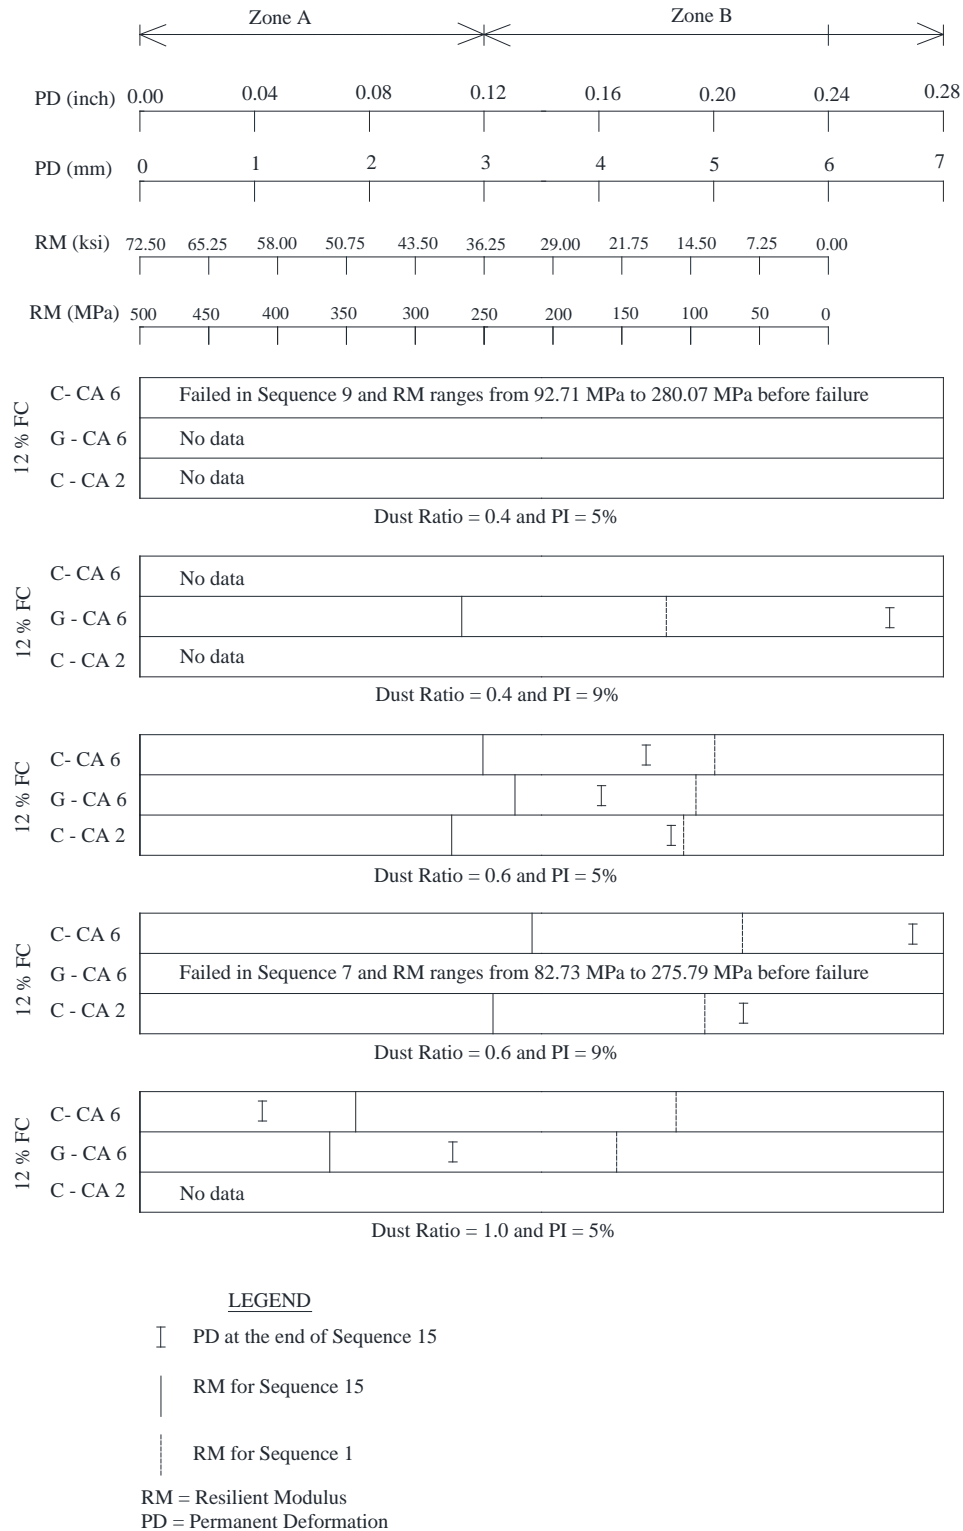 Zone A Zone B
PD (inch) 0.00 0.04 0.08 0.12 0.16 0.20 0.24 0.28
PD (mm) 0 1 2 3 4 5 6 7
RM (ksi) 72.50 65.25 58.00 50.75 43.50 36.25 29.00 21.75 14.50 7.25 0.00
RM (MPa) 500 450 400 350 300 250 200 150 100 50 0
12 % FC
C- CA 6 Failed in Sequence 9 and RM ranges from 92.71 MPa to 280.07 MPa before failure
G - CA 6 No data
C - CA 2 No data
Dust Ratio = 0.4 and PI = 5%
12 % FC
C- CA 6 No data
G - CA 6
C - CA 2 No data
Dust Ratio = 0.4 and PI = 9%
12 % FC
C- CA 6
G - CA 6
C - CA 2
Dust Ratio = 0.6 and PI = 5%
12 % FC
C- CA 6
G - CA 6 Failed in Sequence 7 and RM ranges from 82.73 MPa to 275.79 MPa before failure
C - CA 2
Dust Ratio = 0.6 and PI = 9%
12 % FC
C- CA 6
G - CA 6
C - CA 2 No data
Dust Ratio = 1.0 and PI = 5%
LEGEND
PD at the end of Sequence 15
RM for Sequence 15
RM for Sequence 1
RM = Resilient Modulus
PD = Permanent Deformation